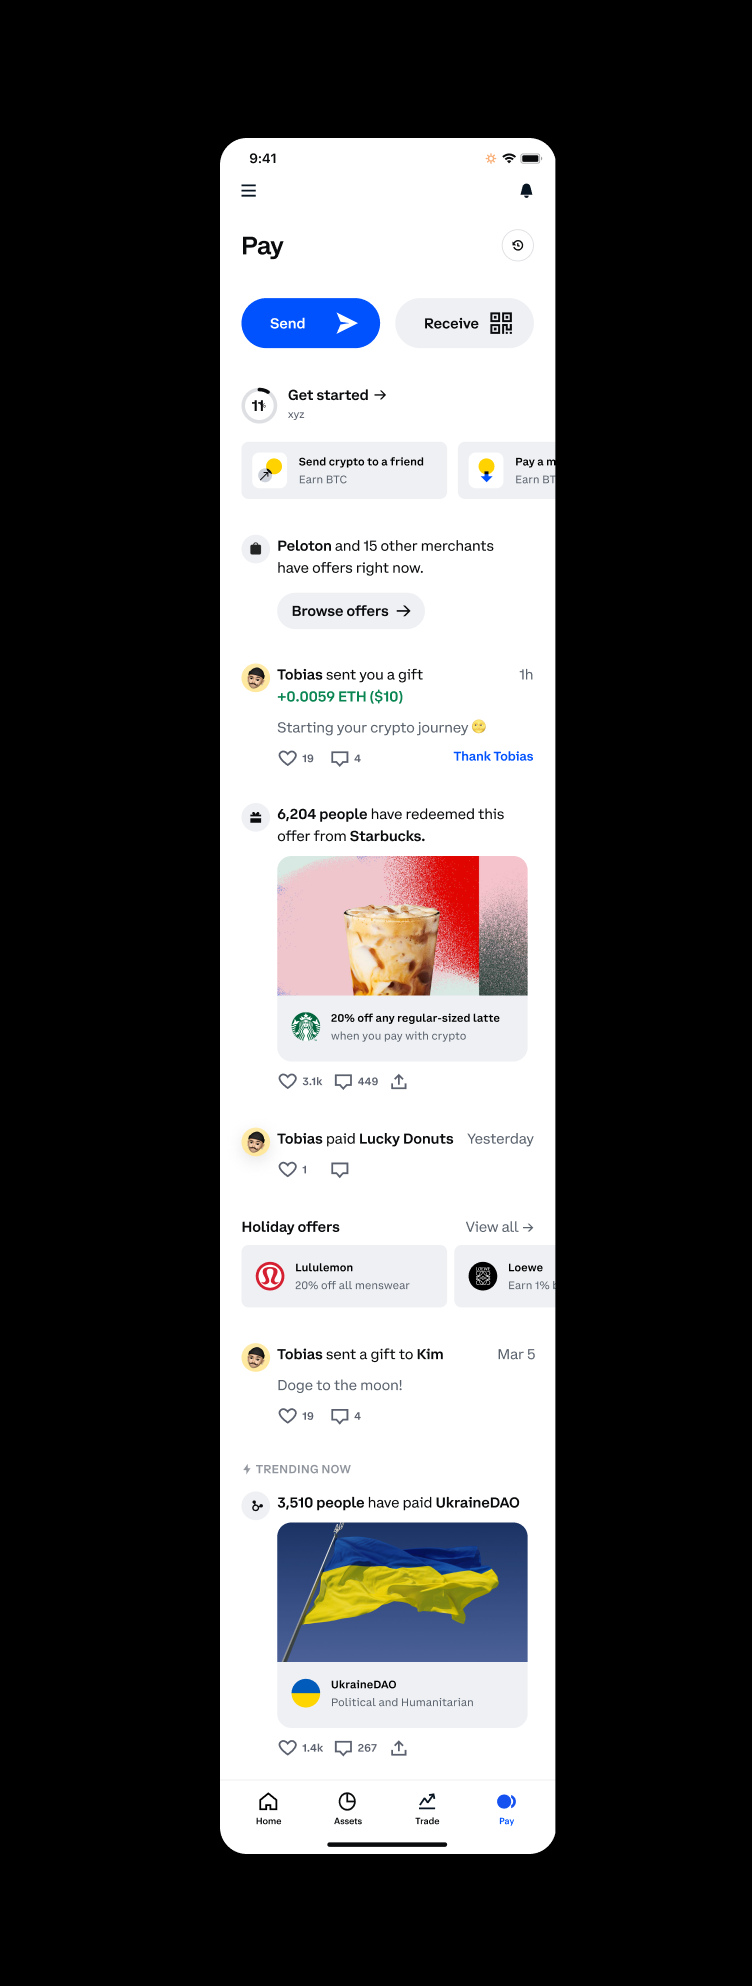 9:41
Pay
Send
Receive
11%
Get started →
xyz
Send crypto to a friend
Earn BTC
Pay a m
Earn BT
Peloton and 15 other merchants
have offers right now.
Browse offers →
Tobias sent you a gift 1h
+0.0059 ETH ($10)
Starting your crypto journey
19 4 Thank Tobias
6,204 people have redeemed this
offer from Starbucks.
20% off any regular-sized latte
when you pay with crypto
3.1k 449
Tobias paid Lucky Donuts Yesterday
1
Holiday offers View all →
Lululemon
20% off all menswear
LOEWE
Loewe
Earn 1% b
Tobias sent a gift to Kim Mar 5
Doge to the moon!
19 4
TRENDING NOW
3,510 people have paid UkraineDAO
UkraineDAO
Political and Humanitarian
1.4k 267
Home Assets Trade Pay